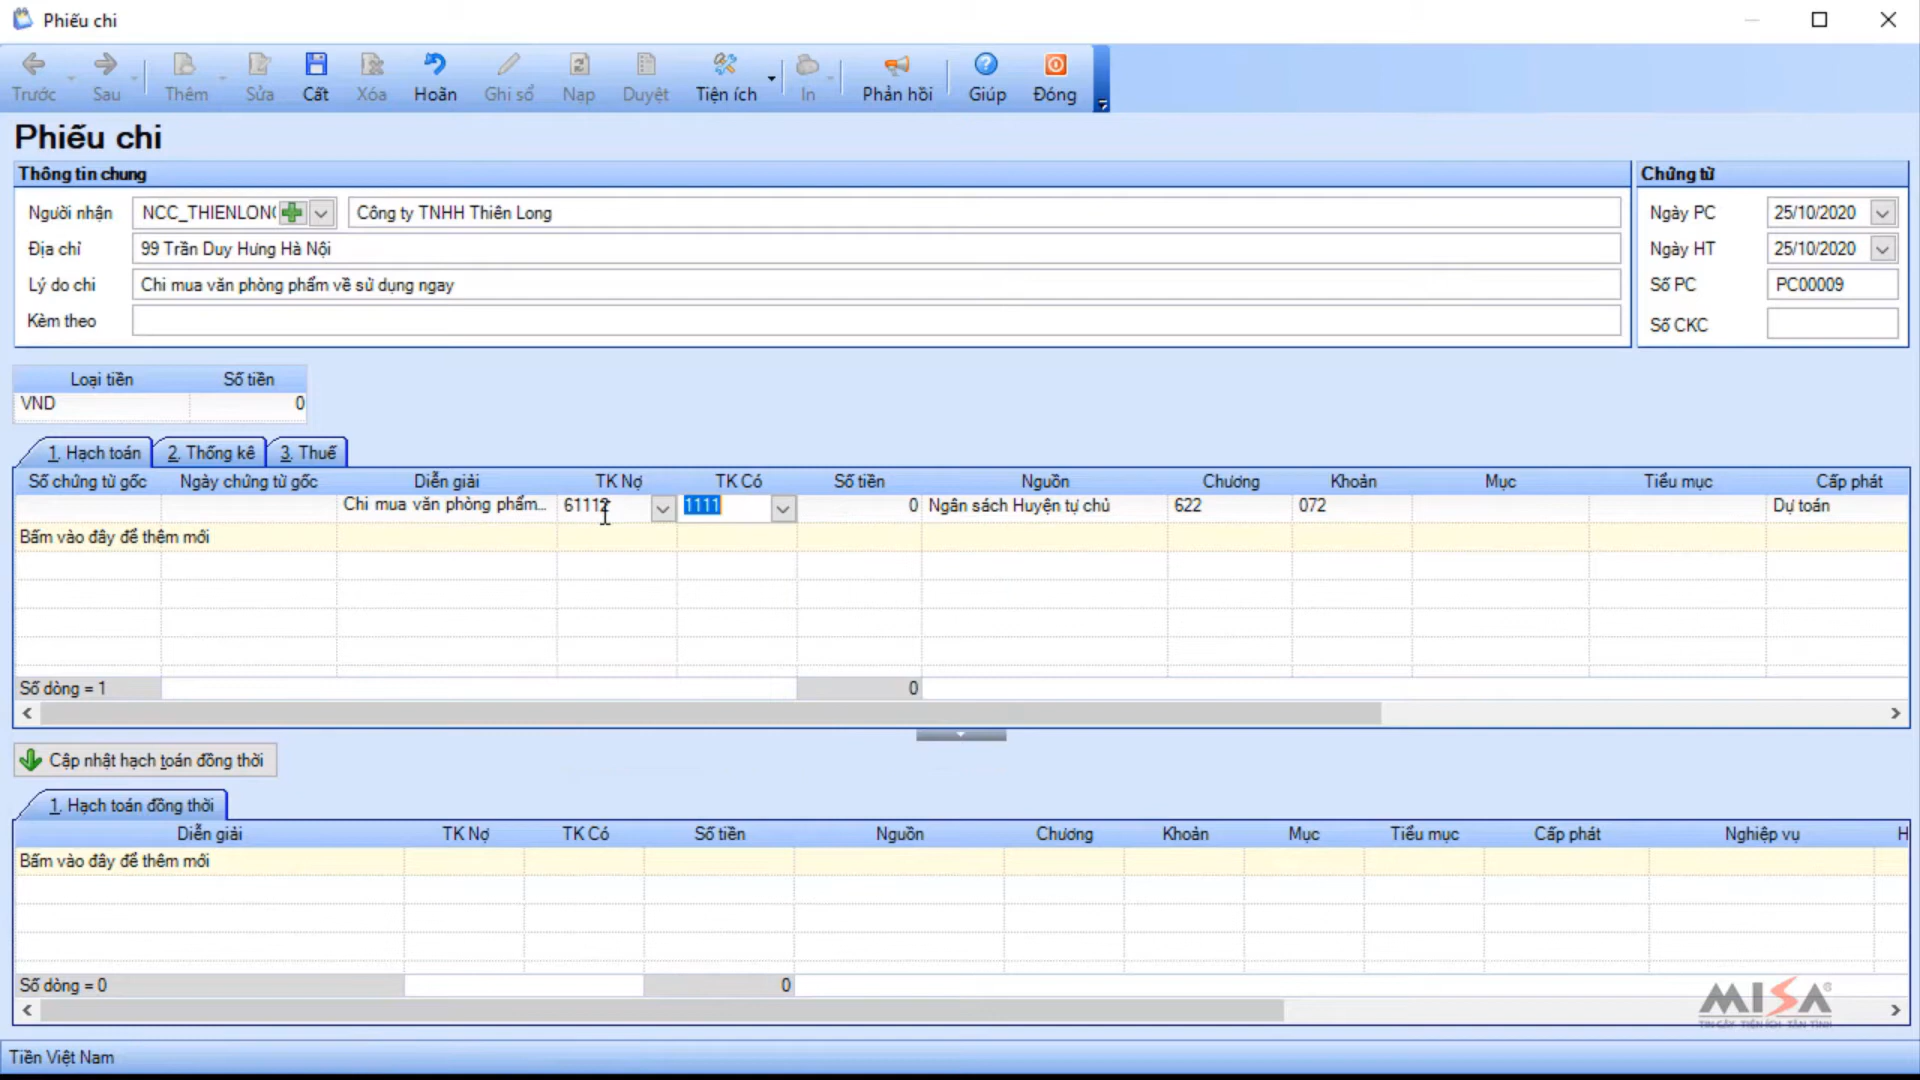 Phiếu chi
Trước Sau Thêm Sửa Cất Xóa Hoãn Ghi sổ Nạp Duyệt Tiện ích In Phản hồi Giúp Đóng
Phiếu chi
Thông tin chung
Chứng từ
Người nhận NCC_THIENLONG Công ty TNHH Thiên Long
Ngày PC 25/10/2020
Địa chỉ 99 Trần Duy Hưng Hà Nội
Ngày HT 25/10/2020
Lý do chi Chi mua văn phòng phẩm về sử dụng ngay
Số PC PC00009
Kèm theo
Số CKC
Loại tiền Số tiền
VND 0
1. Hạch toán 2. Thống kê 3. Thuế
Số chứng từ gốc Ngày chứng từ gốc Diễn giải TK Nợ TK Có Số tiền Nguồn Chương Khoản Mục Tiểu mục Cấp phát
Chi mua văn phòng phẩm... 61112 1111 0 Ngân sách Huyện tự chủ 622 072 Dự toán
Bấm vào đây để thêm mới
Số dòng = 1 0
Cập nhật hạch toán đồng thời
1. Hạch toán đồng thời
Diễn giải TK Nợ TK Có Số tiền Nguồn Chương Khoản Mục Tiểu mục Cấp phát Nghiệp vụ H
Bấm vào đây để thêm mới
Số dòng = 0 0
MISA
TIN CẬY TIỆN ÍCH TẬN TÌNH
Tiền Việt Nam